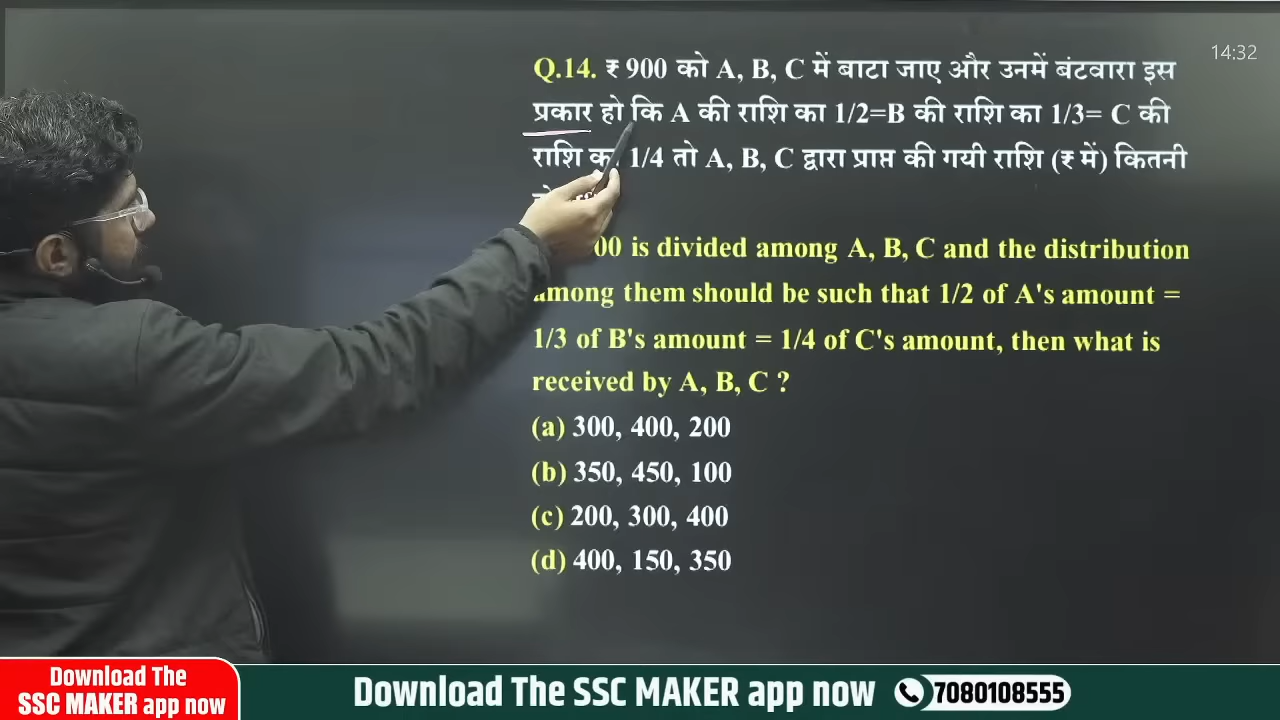 14:32
Q.14. ₹ 900 को A, B, C में बाटा जाए और उनमें बंटवारा इस
प्रकार हो कि A की राशि का 1/2=B की राशि का 1/3= C की
राशि 1/4 तो A, B, C द्वारा प्राप्त की गयी राशि (₹ में) कितनी
00 is divided among A, B, C and the distribution
among them should be such that 1/2 of A's amount =
1/3 of B's amount = 1/4 of C's amount, then what is
received by A, B, C ?
(a) 300, 400, 200
(b) 350, 450, 100
(c) 200, 300, 400
(d) 400, 150, 350
Download The
SSC MAKER app now
Download The SSC MAKER app now 7080108555